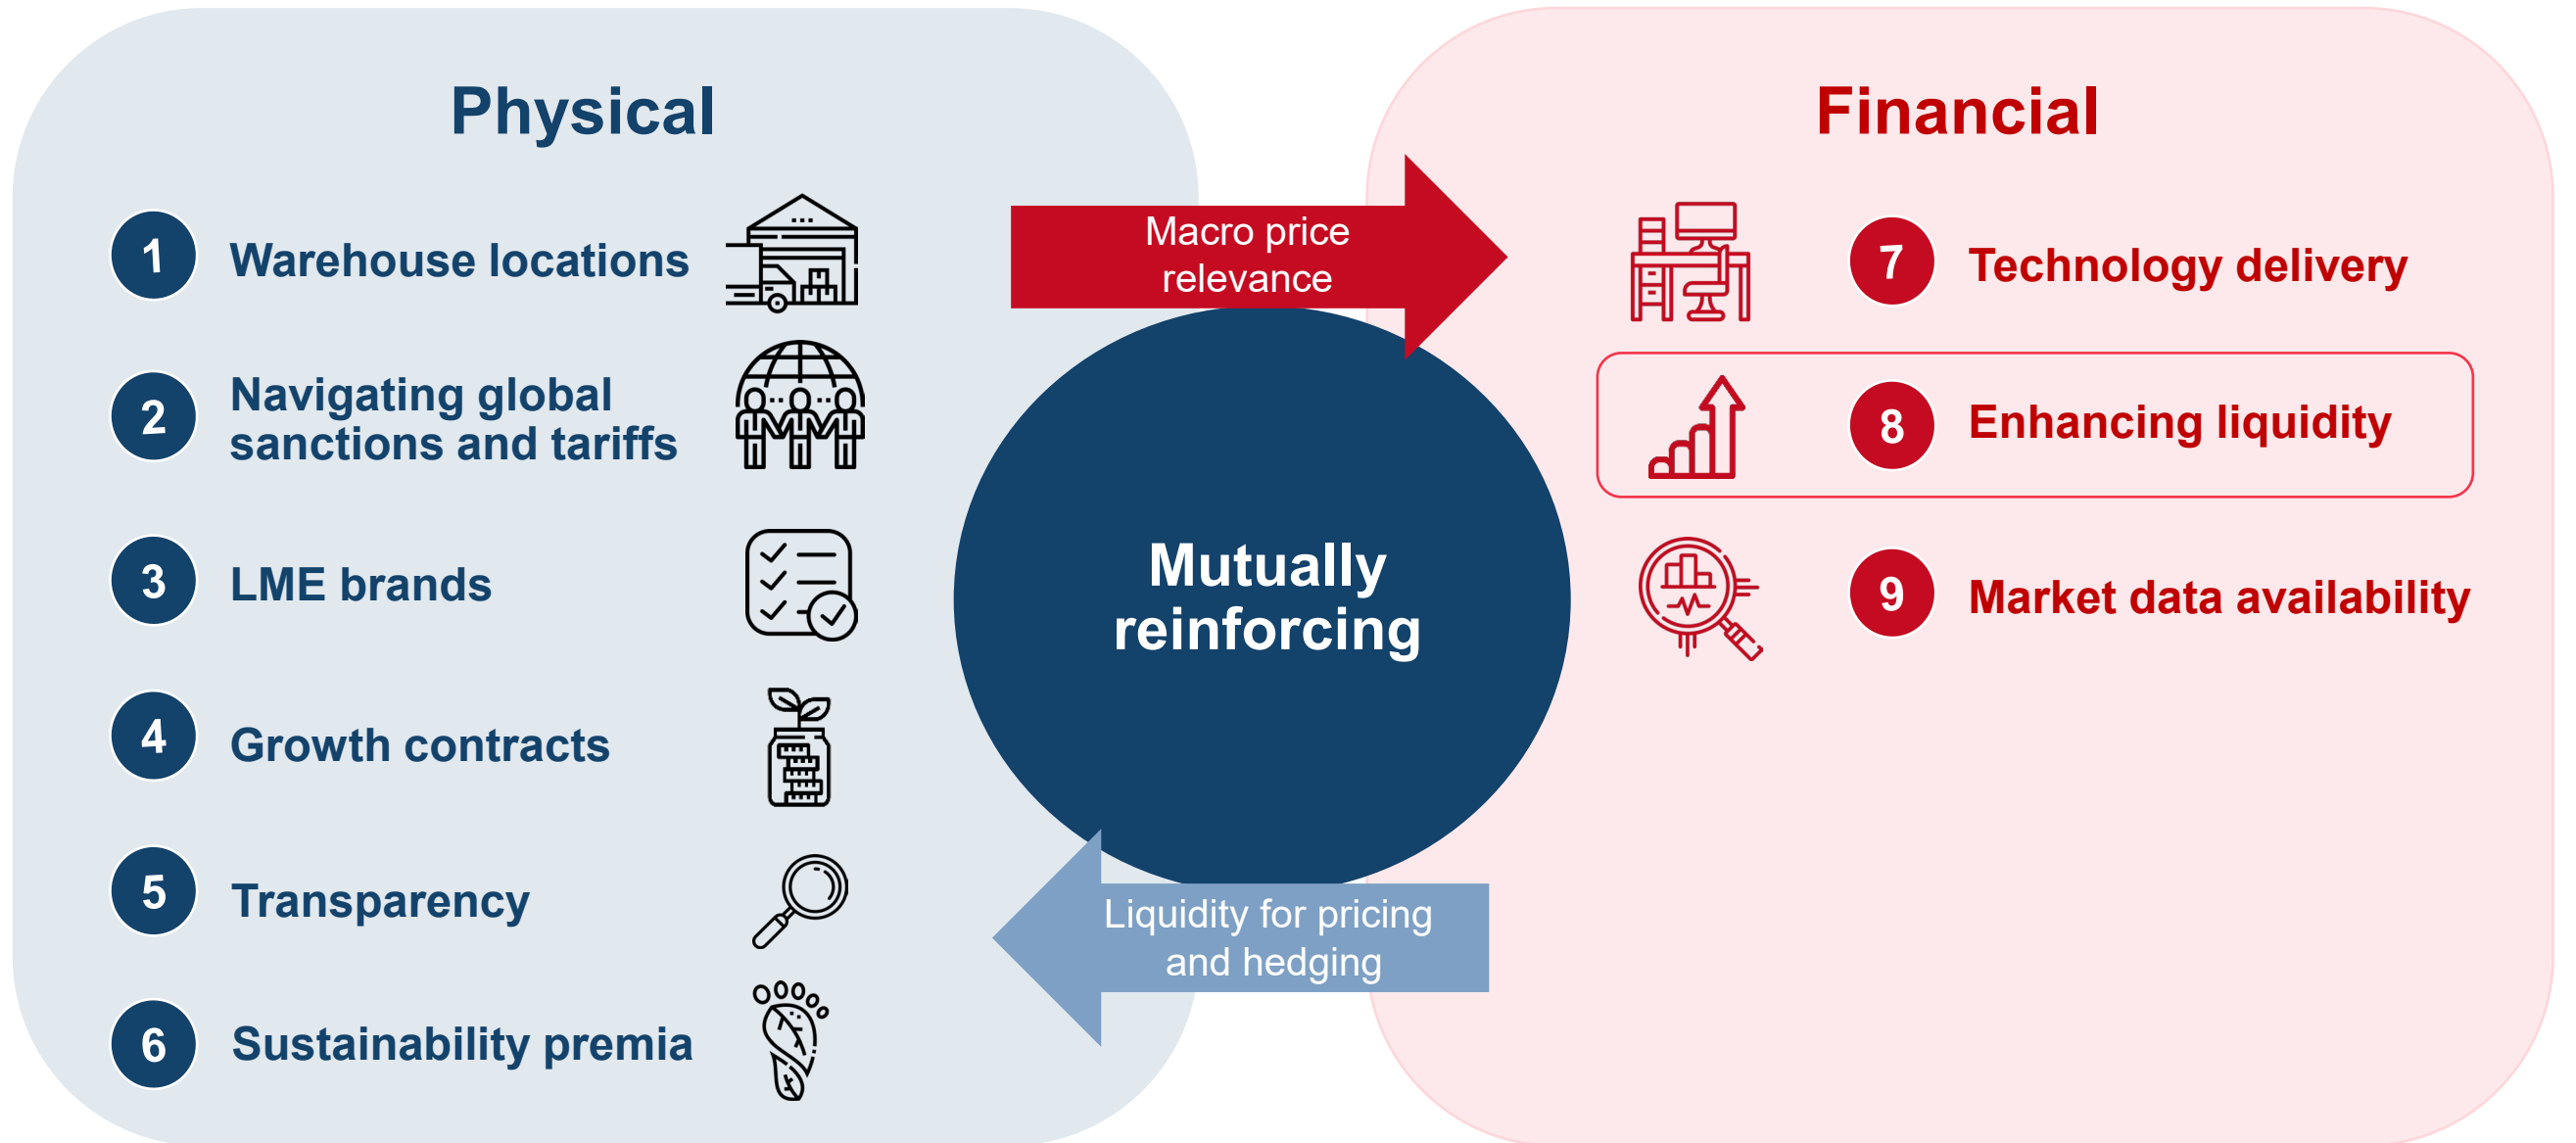 Physical
1
Warehouse locations
2
Navigating global
sanctions and tariffs
3
LME brands
4
Growth contracts
5
Transparency
6
Sustainability premia
Macro price
relevance
Mutually
reinforcing
Liquidity for pricing
and hedging
Financial
7
Technology delivery
8
Enhancing liquidity
9
Market data availability